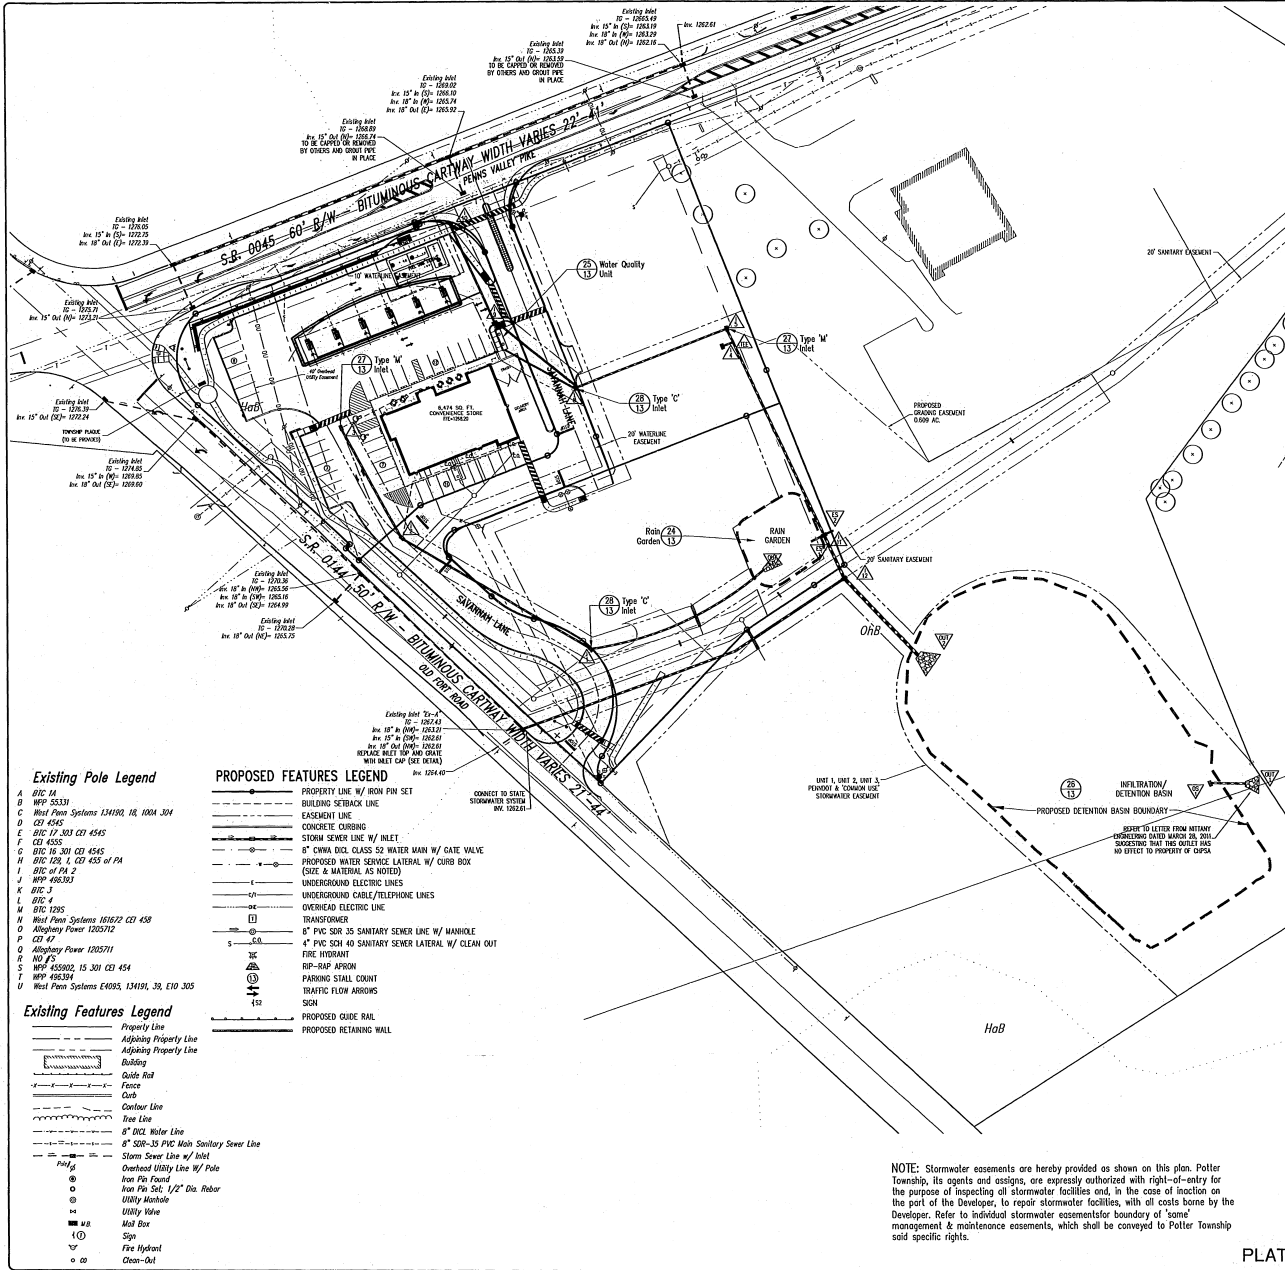 Existing Inlet
TG - 1265.49
Inv. 15" In (S)= 1263.19
Inv. 18" In (W)= 1263.29
Inv. 18" Out (N)= 1262.16
Inv. 1262.61
Existing Inlet
TG - 1265.39
Inv. 15" Out (N)= 1263.59
TO BE CAPPED OR REMOVED
BY OTHERS AND GROUT PIPE
IN PLACE
Existing Inlet
TG - 1269.02
Inv. 15" In (S)= 1266.10
Inv. 18" In (W)= 1265.74
Inv. 18" Out (E)= 1265.92
Existing Inlet
TG - 1268.89
Inv. 15" Out (N)= 1266.74
TO BE CAPPED OR REMOVED
BY OTHERS AND GROUT PIPE
IN PLACE
S.R. 0045 60' R/W - BITUMINOUS CARTWAY WIDTH VARIES 22'-41'
PENNS VALLEY PIKE
Existing Inlet
TG - 1278.05
Inv. 15" In (S)= 1272.75
Inv. 18" Out (E)= 1272.39
20' SANITARY EASEMENT
25
13
Water Quality
Unit
10' WATERLINE EASEMENT
Existing Inlet
TG - 1275.71
Inv. 15" Out (N)= 1273.21
27
13
Type 'M'
Inlet
27
13
Type 'M'
Inlet
40' Overhead
Utility Easement
SAVANNAH LANE
HaB
6,474 SQ. FT.
CONVENIENCE STORE
28
13
Type 'C'
Inlet
Existing Inlet
TG - 1276.39
Inv. 15" Out (SE)= 1272.24
PROPOSED
GRADING EASEMENT
0.609 AC.
TOWNSHIP PLAQUE
(TO BE PROVIDED)
20' WATERLINE
EASEMENT
Existing Inlet
TG - 1274.85
Inv. 15" In (W)= 1269.85
Inv. 18" Out (SE)= 1269.60
Rain
Garden
24
13
RAIN
GARDEN
20' SANITARY EASEMENT
Existing Inlet
TG - 1270.36
Inv. 18" In (NW)= 1265.56
Inv. 18" In (SW)= 1265.16
Inv. 18" Out (SE)= 1264.99
Existing Inlet
TG - 1270.28
Inv. 18" Out (NE)= 1265.75
S.R. 0144 50' R/W - BITUMINOUS CARTWAY WIDTH VARIES 21'-44'
OLD FORT ROAD
SAVANNAH LANE
28
13
Type 'C'
Inlet
OhB
OUT
2
Existing Inlet "Ex-A"
TG - 1267.43
Inv. 18" In (NW)= 1263.21
Inv. 15" In (SW)= 1262.61
Inv. 18" Out (NW)= 1262.61
REPLACE INLET TOP AND GRATE
WITH INLET CAP (SEE DETAIL)
Inv. 1264.40
CONNECT TO STATE
STORMWATER SYSTEM
INV. 1262.61
UNIT 1, UNIT 2, UNIT 3,
PENNDOT & 'COMMON USE'
STORMWATER EASEMENT
26
13
INFILTRATION/
DETENTION BASIN
OS
1
OUT
1
PROPOSED DETENTION BASIN BOUNDARY
REFER TO LETTER FROM NITTANY
ENGINEERING DATED MARCH 28, 2011
SUGGESTING THAT THIS OUTLET HAS
NO EFFECT TO PROPERTY OF CHPSA
HaB
Existing Pole Legend
A BTC 1A
B WPP 55331
C West Penn Systems 134190, 18, 100A 304
D CEI 454S
E BTC 17 303 CEI 454S
F CEI 455S
G BTC 16 301 CEI 454S
H BTC 129, 1, CEI 455 of PA
I BTC of PA 2
J WPP 496393
K BTC 3
L BTC 4
M BTC 129S
N West Penn Systems 161672 CEI 458
O Allegheny Power 1205712
P CEI 47
Q Allegheny Power 1205711
R NO #'S
S WPP 455902, 15 301 CEI 454
T WPP 496394
U West Penn Systems E4095, 134191, 39, E10 305
PROPOSED FEATURES LEGEND
PROPERTY LINE W/ IRON PIN SET
BUILDING SETBACK LINE
EASEMENT LINE
CONCRETE CURBING
STORM SEWER LINE W/ INLET
8" CWWA DICL CLASS 52 WATER MAIN W/ GATE VALVE
PROPOSED WATER SERVICE LATERAL W/ CURB BOX
(SIZE & MATERIAL AS NOTED)
E UNDERGROUND ELECTRIC LINES
C/T UNDERGROUND CABLE/TELEPHONE LINES
OHE OVERHEAD ELECTRIC LINE
T TRANSFORMER
8" PVC SDR 35 SANITARY SEWER LINE W/ MANHOLE
S C.O. 4" PVC SCH 40 SANITARY SEWER LATERAL W/ CLEAN OUT
FIRE HYDRANT
RIP-RAP APRON
13 PARKING STALL COUNT
TRAFFIC FLOW ARROWS
S2 SIGN
PROPOSED GUIDE RAIL
PROPOSED RETAINING WALL
Existing Features Legend
Property Line
Adjoining Property Line
Adjoining Property Line
Building
Guide Rail
Fence
Curb
Contour Line
Tree Line
8" DICL Water Line
8" SDR-35 PVC Main Sanitary Sewer Line
Storm Sewer Line w/ Inlet
Pole# Overhead Utility Line W/ Pole
Iron Pin Found
Iron Pin Set; 1/2" Dia. Rebar
Utility Manhole
Utility Valve
M.B. Mail Box
Sign
Fire Hydrant
CO Clean-Out
NOTE: Stormwater easements are hereby provided as shown on this plan. Potter
Township, its agents and assigns, are expressly authorized with right-of-entry for
the purpose of inspecting all stormwater facilities and, in the case of inaction on
the part of the Developer, to repair stormwater facilities, with all costs borne by the
Developer. Refer to individual stormwater easementsfor boundary of 'same'
management & maintenance easements, which shall be conveyed to Potter Township
said specific rights.
PLAT